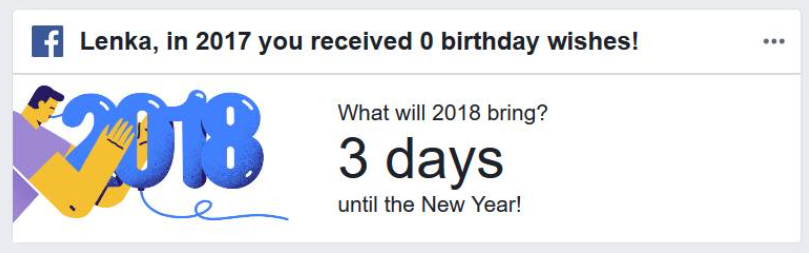 Lenka, in 2017 you received 0 birthday wishes!
2018
What will 2018 bring?
3 days
until the New Year!